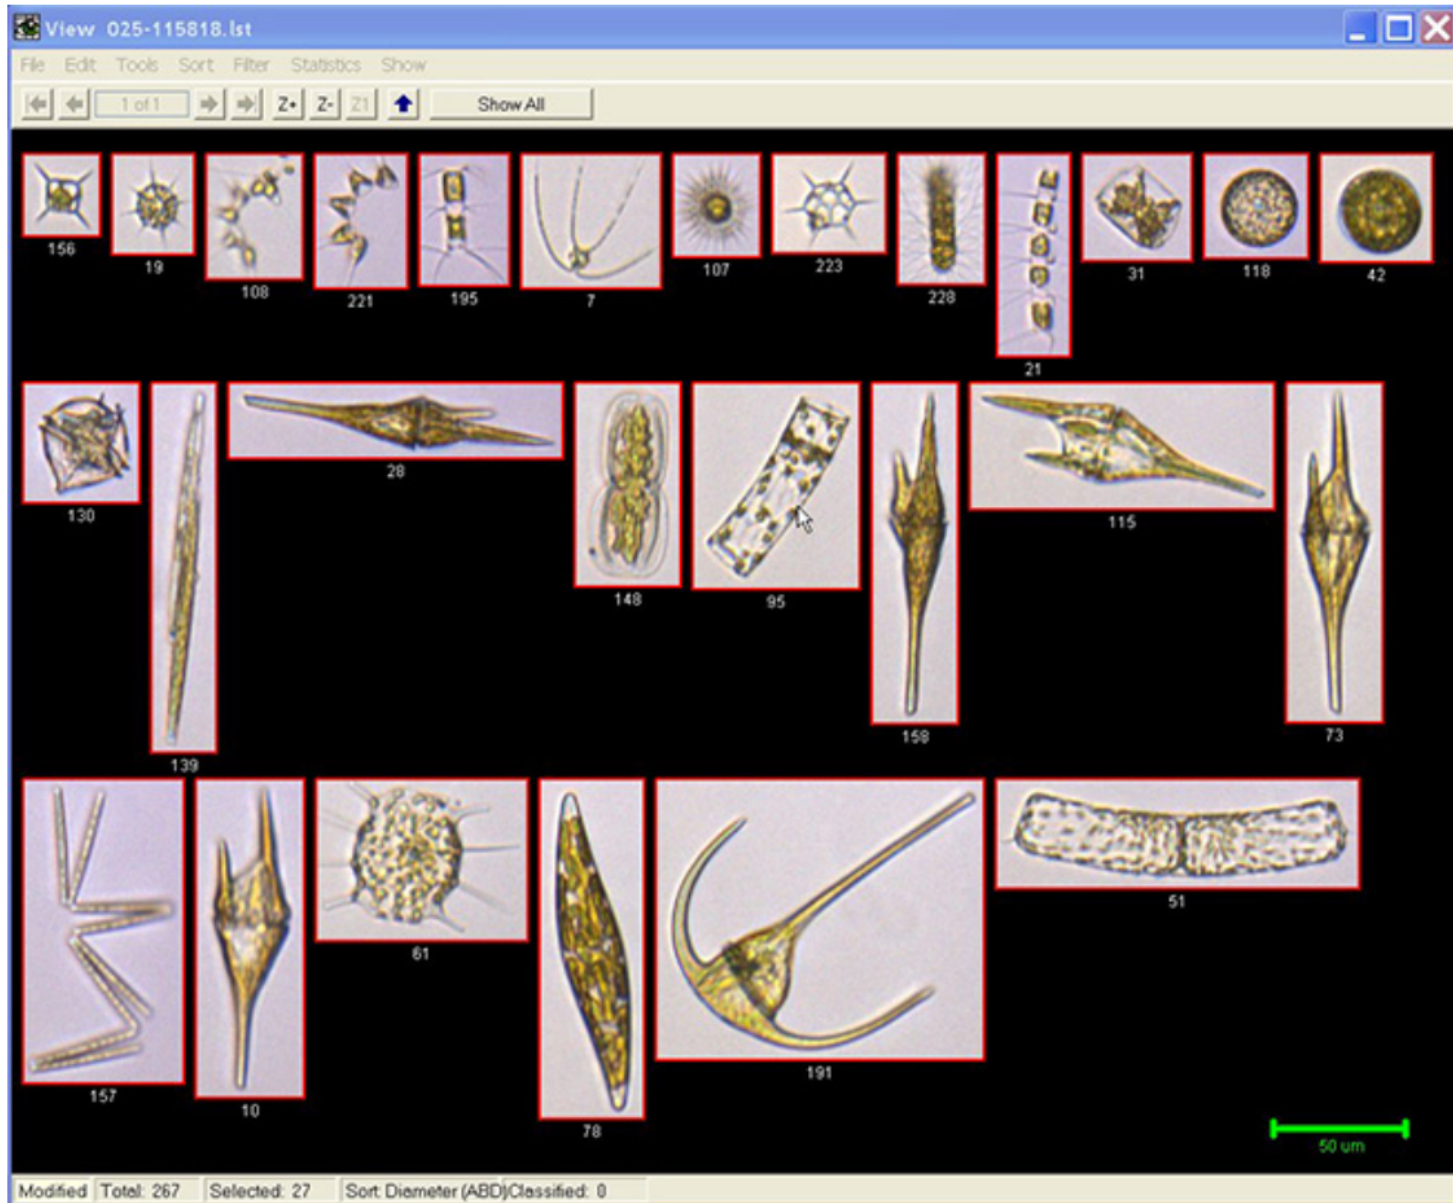 View 025-115818.lst
File Edit Tools Sort Filter Statistics Show
1 of 1 Z+ Z- Z1 Show All
156 19 108 221 195 7 107 223 228 21 31 118 42
130 139 28 148 95 158 115 73
157 10 61 78 191 51
50 um
Modified Total: 267 Selected: 27 Sort: Diameter (ABD) Classified: 0